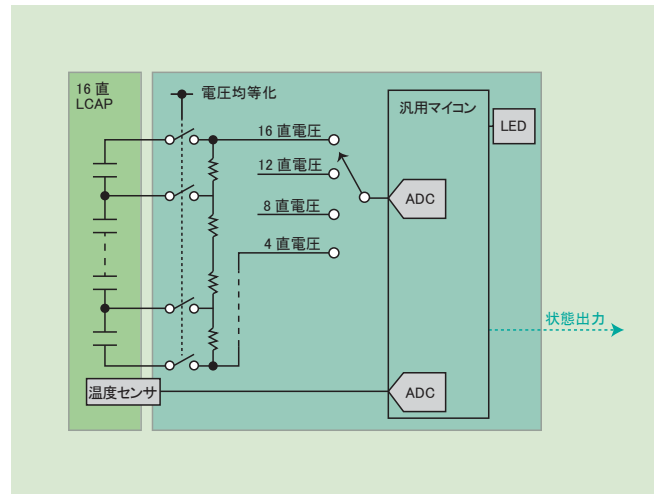 16 直
LCAP
電圧均等化
汎用マイコン
LED
16 直電圧
12 直電圧
ADC
8 直電圧
4 直電圧
状態出力
温度センサ
ADC